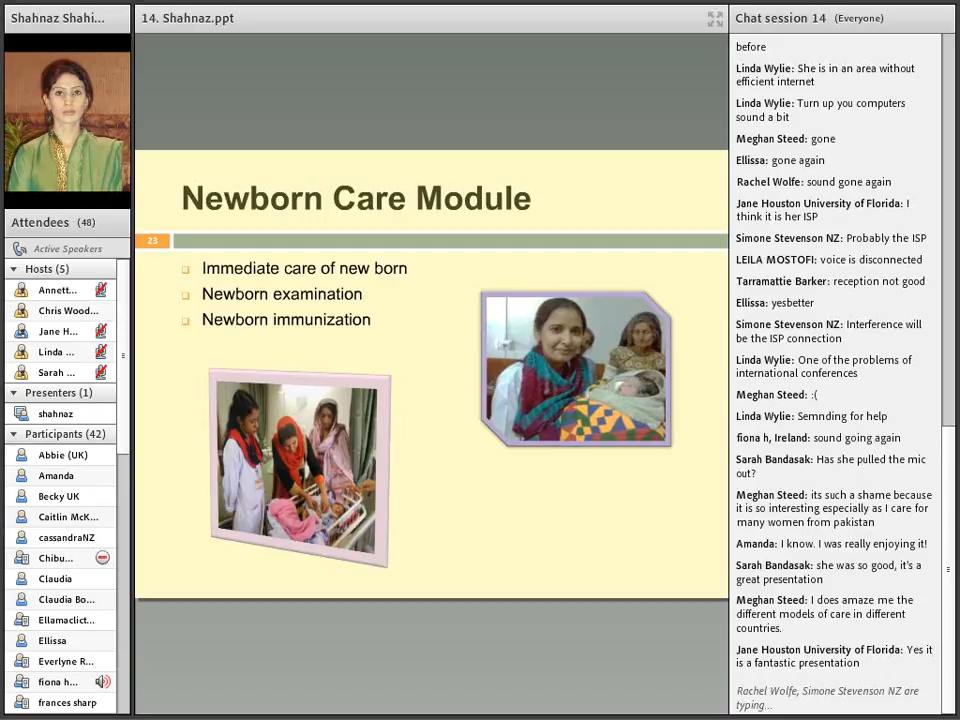 Shahnaz Shahi...
14. Shahnaz.ppt
Chat session 14 (Everyone)
Attendees (48)
Active Speakers
Hosts (5)
Annett...
Chris Wood...
Jane H...
Linda ...
Sarah ...
Presenters (1)
shahnaz
Participants (42)
Abbie (UK)
Amanda
Becky UK
Caitlin McK...
cassandraNZ
Chibu...
Claudia
Claudia Bo...
Ellamaclict...
Ellissa
Everlyne R...
fiona h...
frances sharp
Newborn Care Module
23
Immediate care of new born
Newborn examination
Newborn immunization
before
Linda Wylie: She is in an area without
efficient internet
Linda Wylie: Turn up you computers
sound a bit
Meghan Steed: gone
Ellissa: gone again
Rachel Wolfe: sound gone again
Jane Houston University of Florida: I
think it is her ISP
Simone Stevenson NZ: Probably the ISP
LEILA MOSTOFI: voice is disconnected
Tarramattie Barker: reception not good
Ellissa: yesbetter
Simone Stevenson NZ: Interference will
be the ISP connection
Linda Wylie: One of the problems of
international conferences
Meghan Steed: :(
Linda Wylie: Semnding for help
fiona h, Ireland: sound going again
Sarah Bandasak: Has she pulled the mic
out?
Meghan Steed: its such a shame because
it is so interesting especially as I care for
many women from pakistan
Amanda: I know. I was really enjoying it!
Sarah Bandasak: she was so good, it's a
great presentation
Meghan Steed: I does amaze me the
different models of care in different
countries.
Jane Houston University of Florida: Yes it
is a fantastic presentation
Rachel Wolfe, Simone Stevenson NZ are
typing...